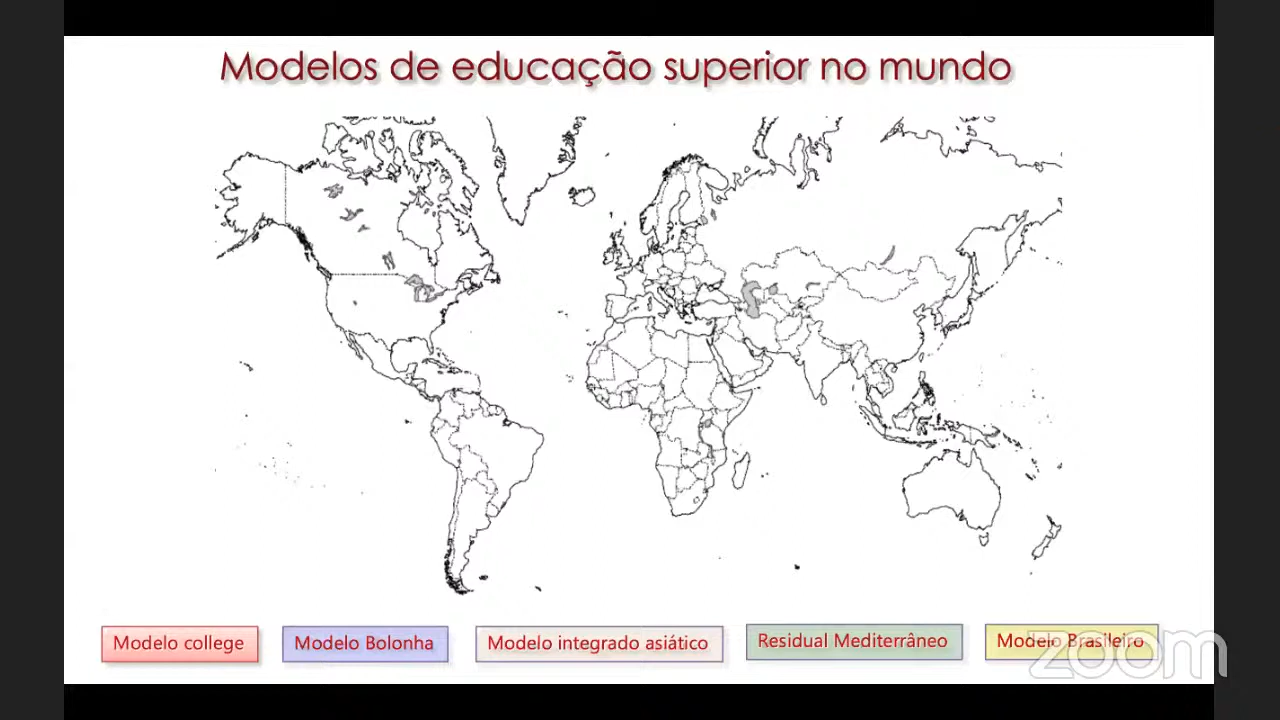 Modelos de educação superior no mundo
Modelo college
Modelo Bolonha
Modelo integrado asiático
Residual Mediterrâneo
Modelo Brasileiro
zoom